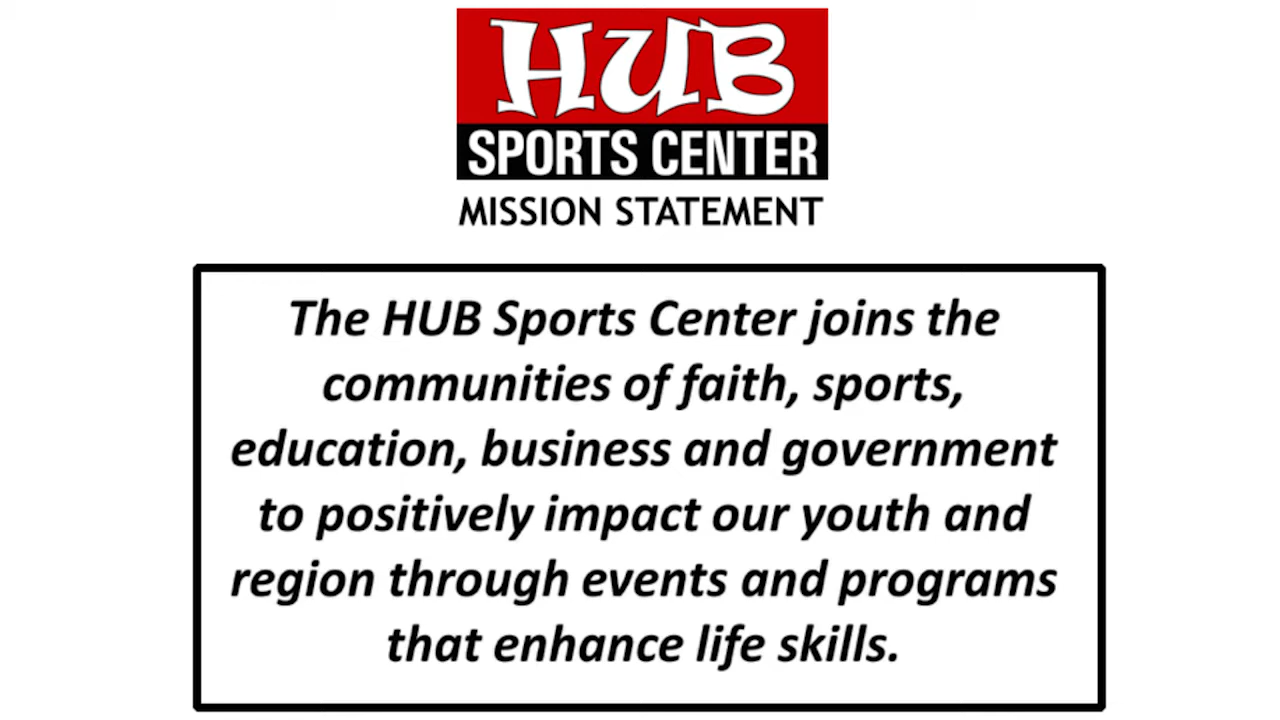 HUB
SPORTS CENTER
MISSION STATEMENT
The HUB Sports Center joins the
communities of faith, sports,
education, business and government
to positively impact our youth and
region through events and programs
that enhance life skills.